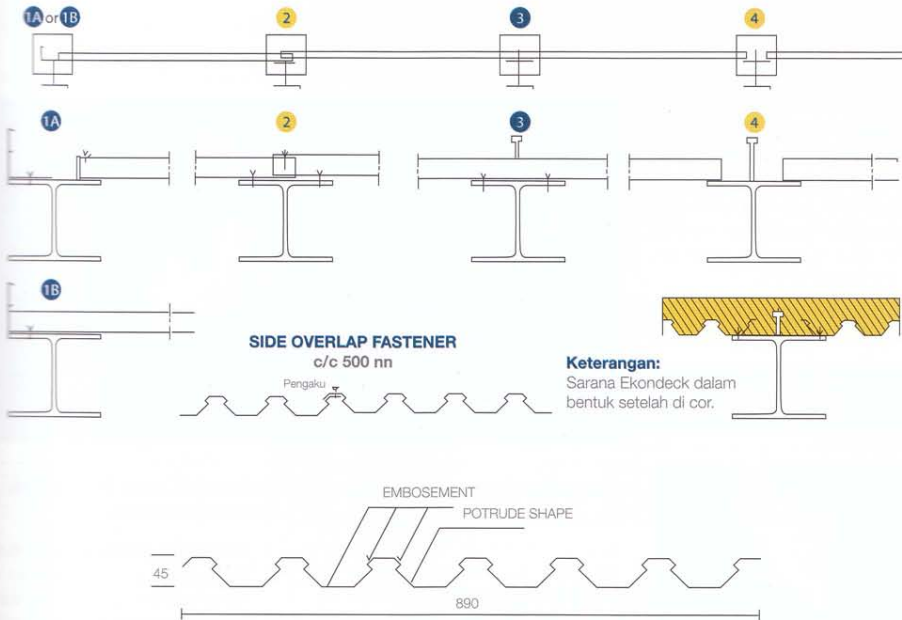 1A or 1B
2
3
4
1A
2
3
4
1B
SIDE OVERLAP FASTENER
c/c 500 nn
Pengaku
Keterangan:
Sarana Ekondeck dalam
bentuk setelah di cor.
EMBOSEMENT
POTRUDE SHAPE
45
890